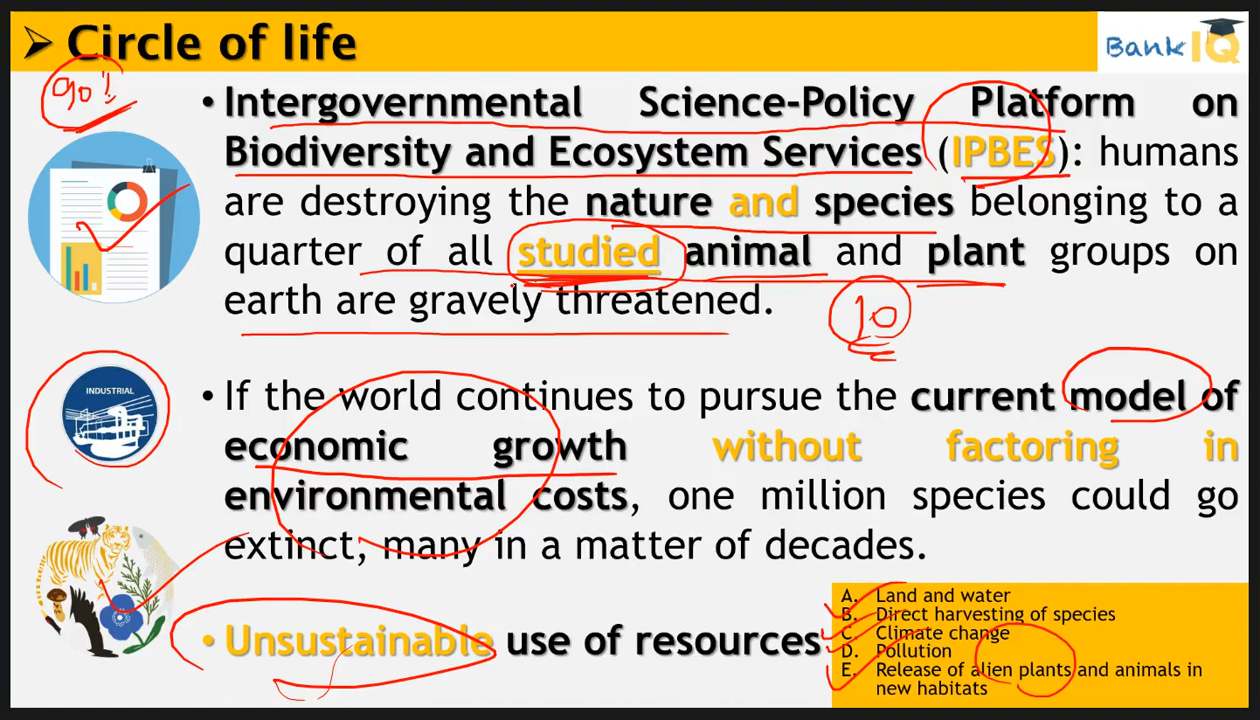 Circle of life
Bank IQ
90%
Intergovernmental Science-Policy Platform on
Biodiversity and Ecosystem Services (IPBES): humans
are destroying the nature and species belonging to a
quarter of all studied animal and plant groups on
earth are gravely threatened.
10
INDUSTRIAL
If the world continues to pursue the current model of
economic growth without factoring in
environmental costs, one million species could go
extinct, many in a matter of decades.
Unsustainable use of resources
A. Land and water
B. Direct harvesting of species
C. Climate change
D. Pollution
E. Release of alien plants and animals in
new habitats